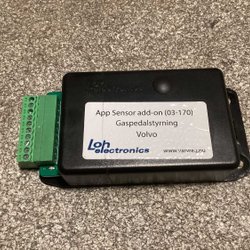 App Sensor add-on (03-170)
Gaspedalstyrning
Volvo
Loh
electronics